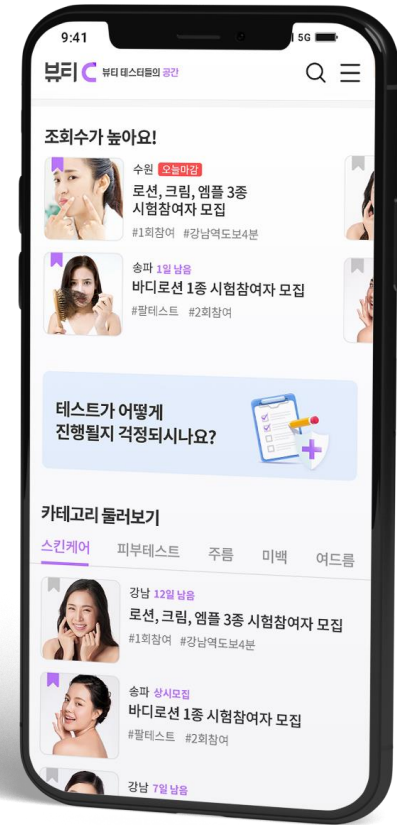 9:41
5G
뷰티 C 뷰티 테스터들의 공간
조회수가 높아요!
수원 오늘마감
로션, 크림, 엠플 3종
시험참여자 모집
#1회참여 #강남역도보4분
송파 1일 남음
바디로션 1종 시험참여자 모집
#팔테스트 #2회참여
테스트가 어떻게
진행될지 걱정되시나요?
카테고리 둘러보기
스킨케어 피부테스트 주름 미백 여드름
강남 12일 남음
로션, 크림, 엠플 3종 시험참여자 모집
#1회참여 #강남역도보4분
송파 상시모집
바디로션 1종 시험참여자 모집
#팔테스트 #2회참여
강남 7일 남음